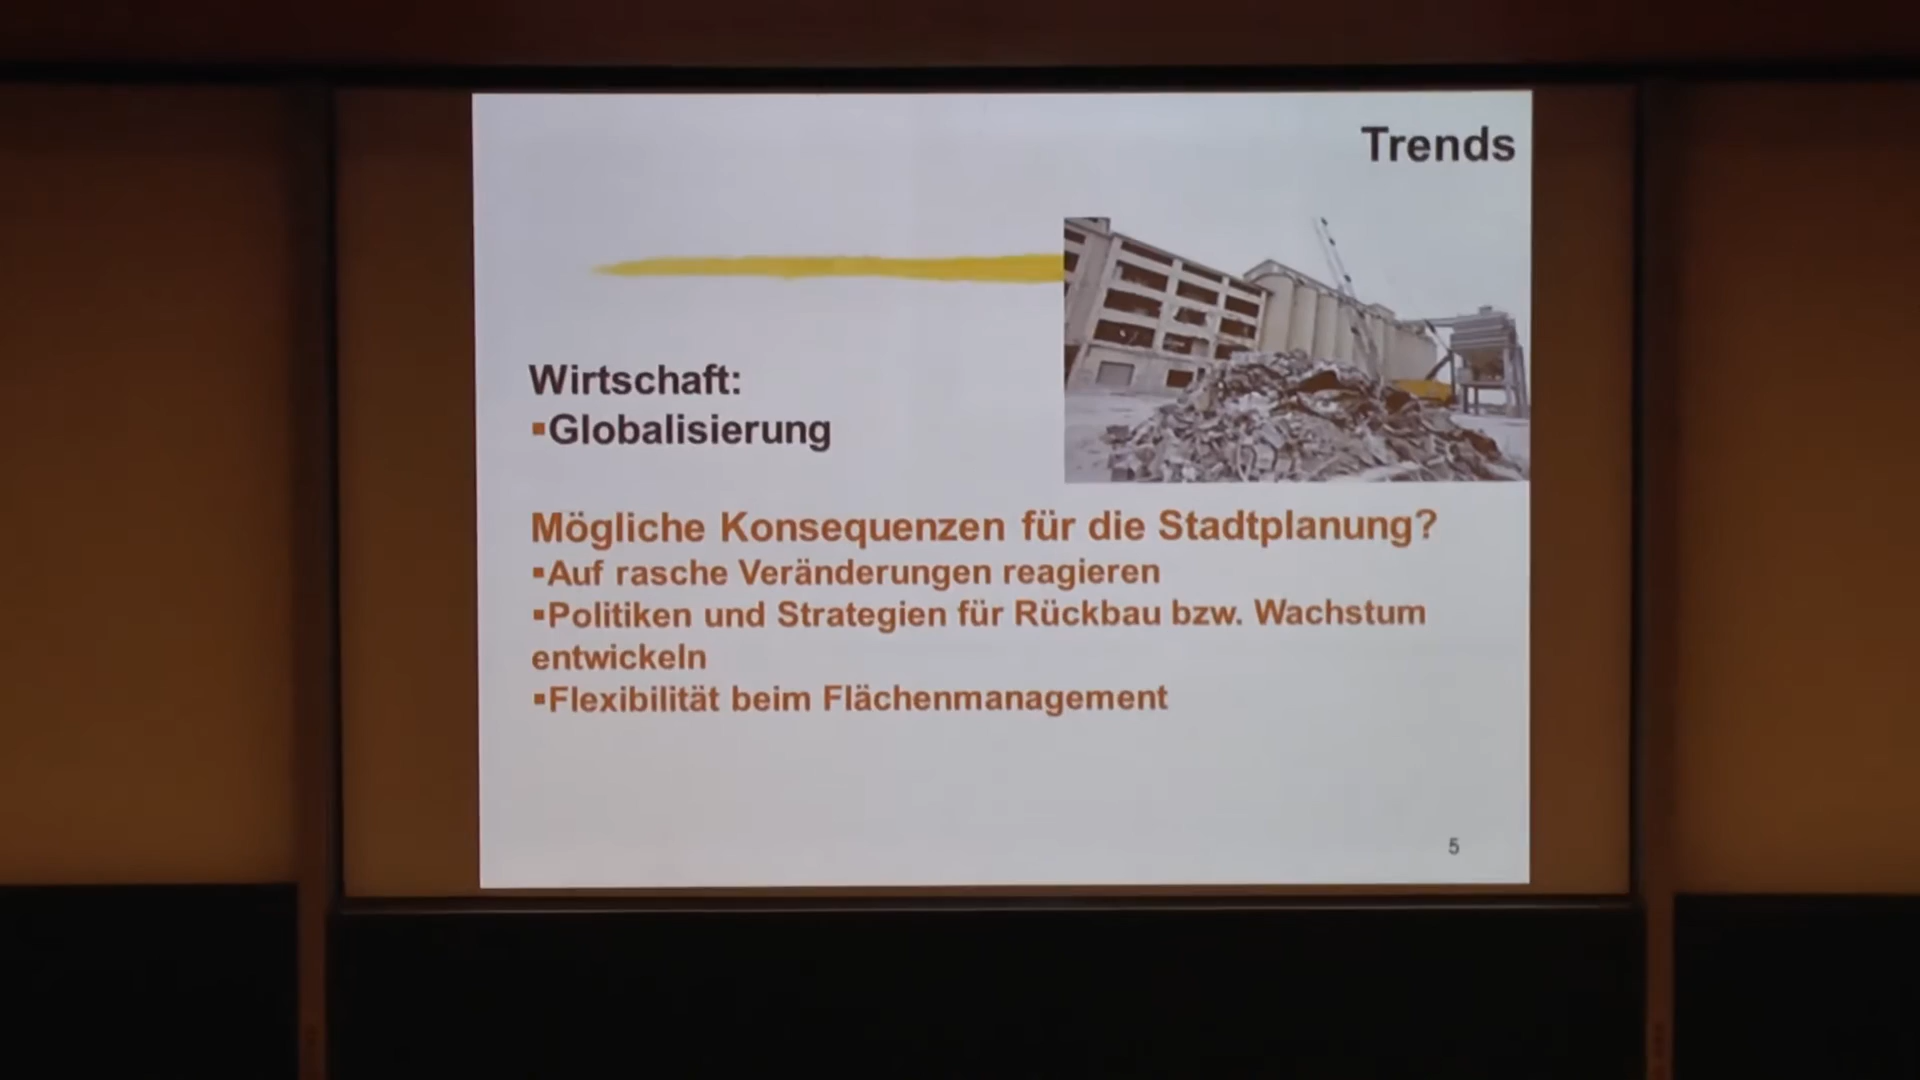 Trends
Wirtschaft:
▪Globalisierung
Mögliche Konsequenzen für die Stadtplanung?
▪Auf rasche Veränderungen reagieren
▪Politiken und Strategien für Rückbau bzw. Wachstum
entwickeln
▪Flexibilität beim Flächenmanagement
5